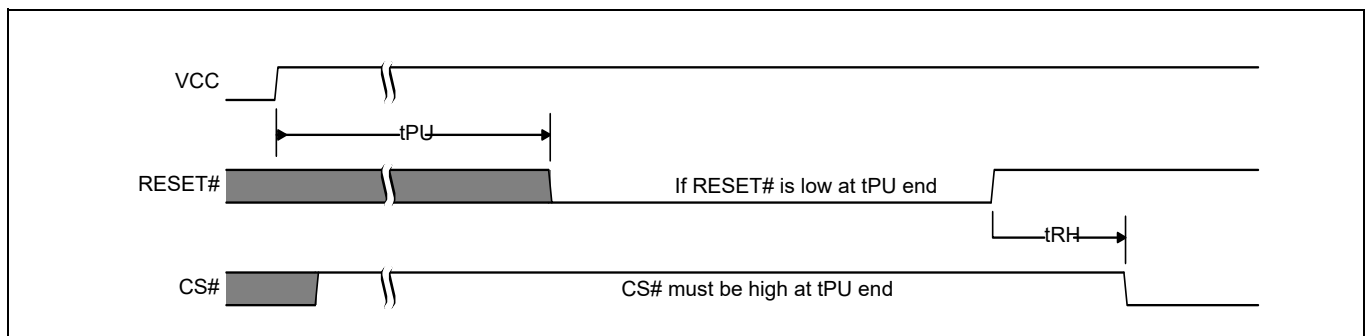 VCC
tPU
RESET#
If RESET# is low at tPU end
tRH
CS#
CS# must be high at tPU end